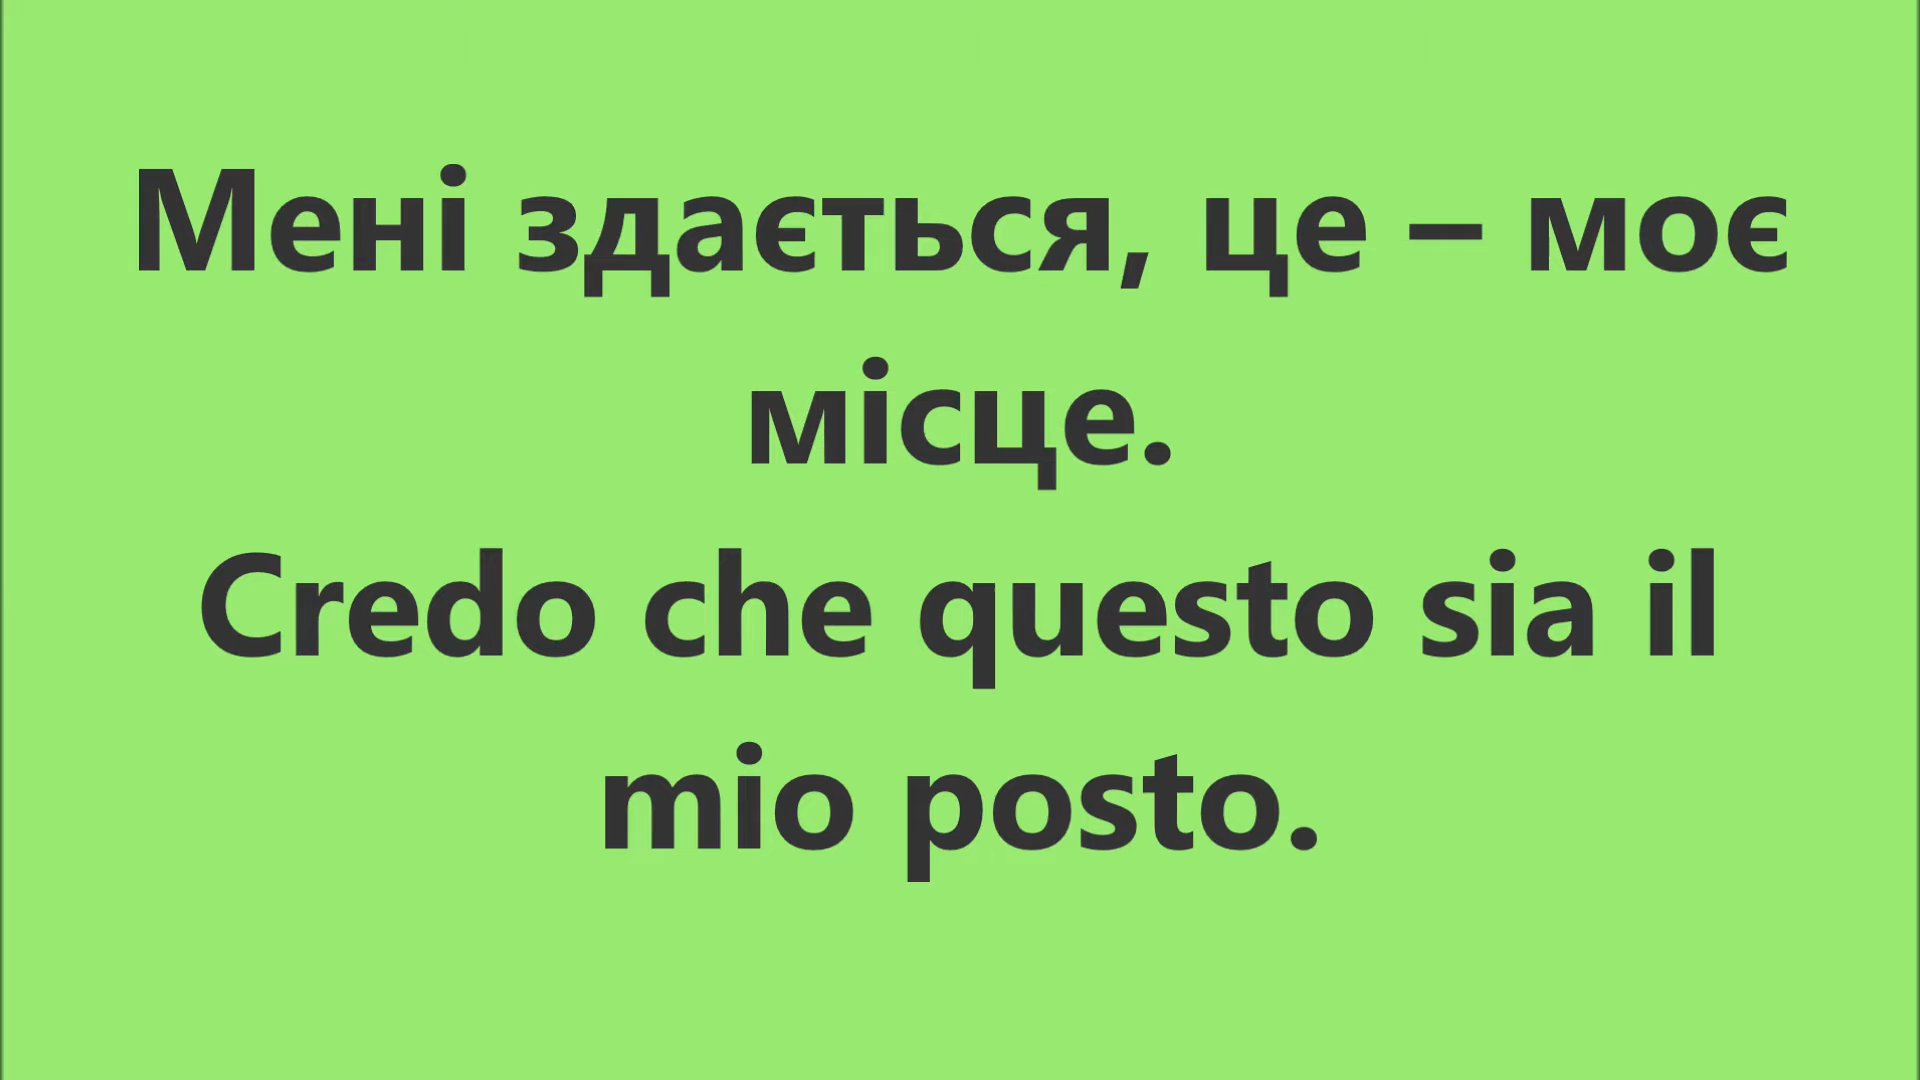 Мені здається, це – моє
місце.
Credo che questo sia il
mio posto.